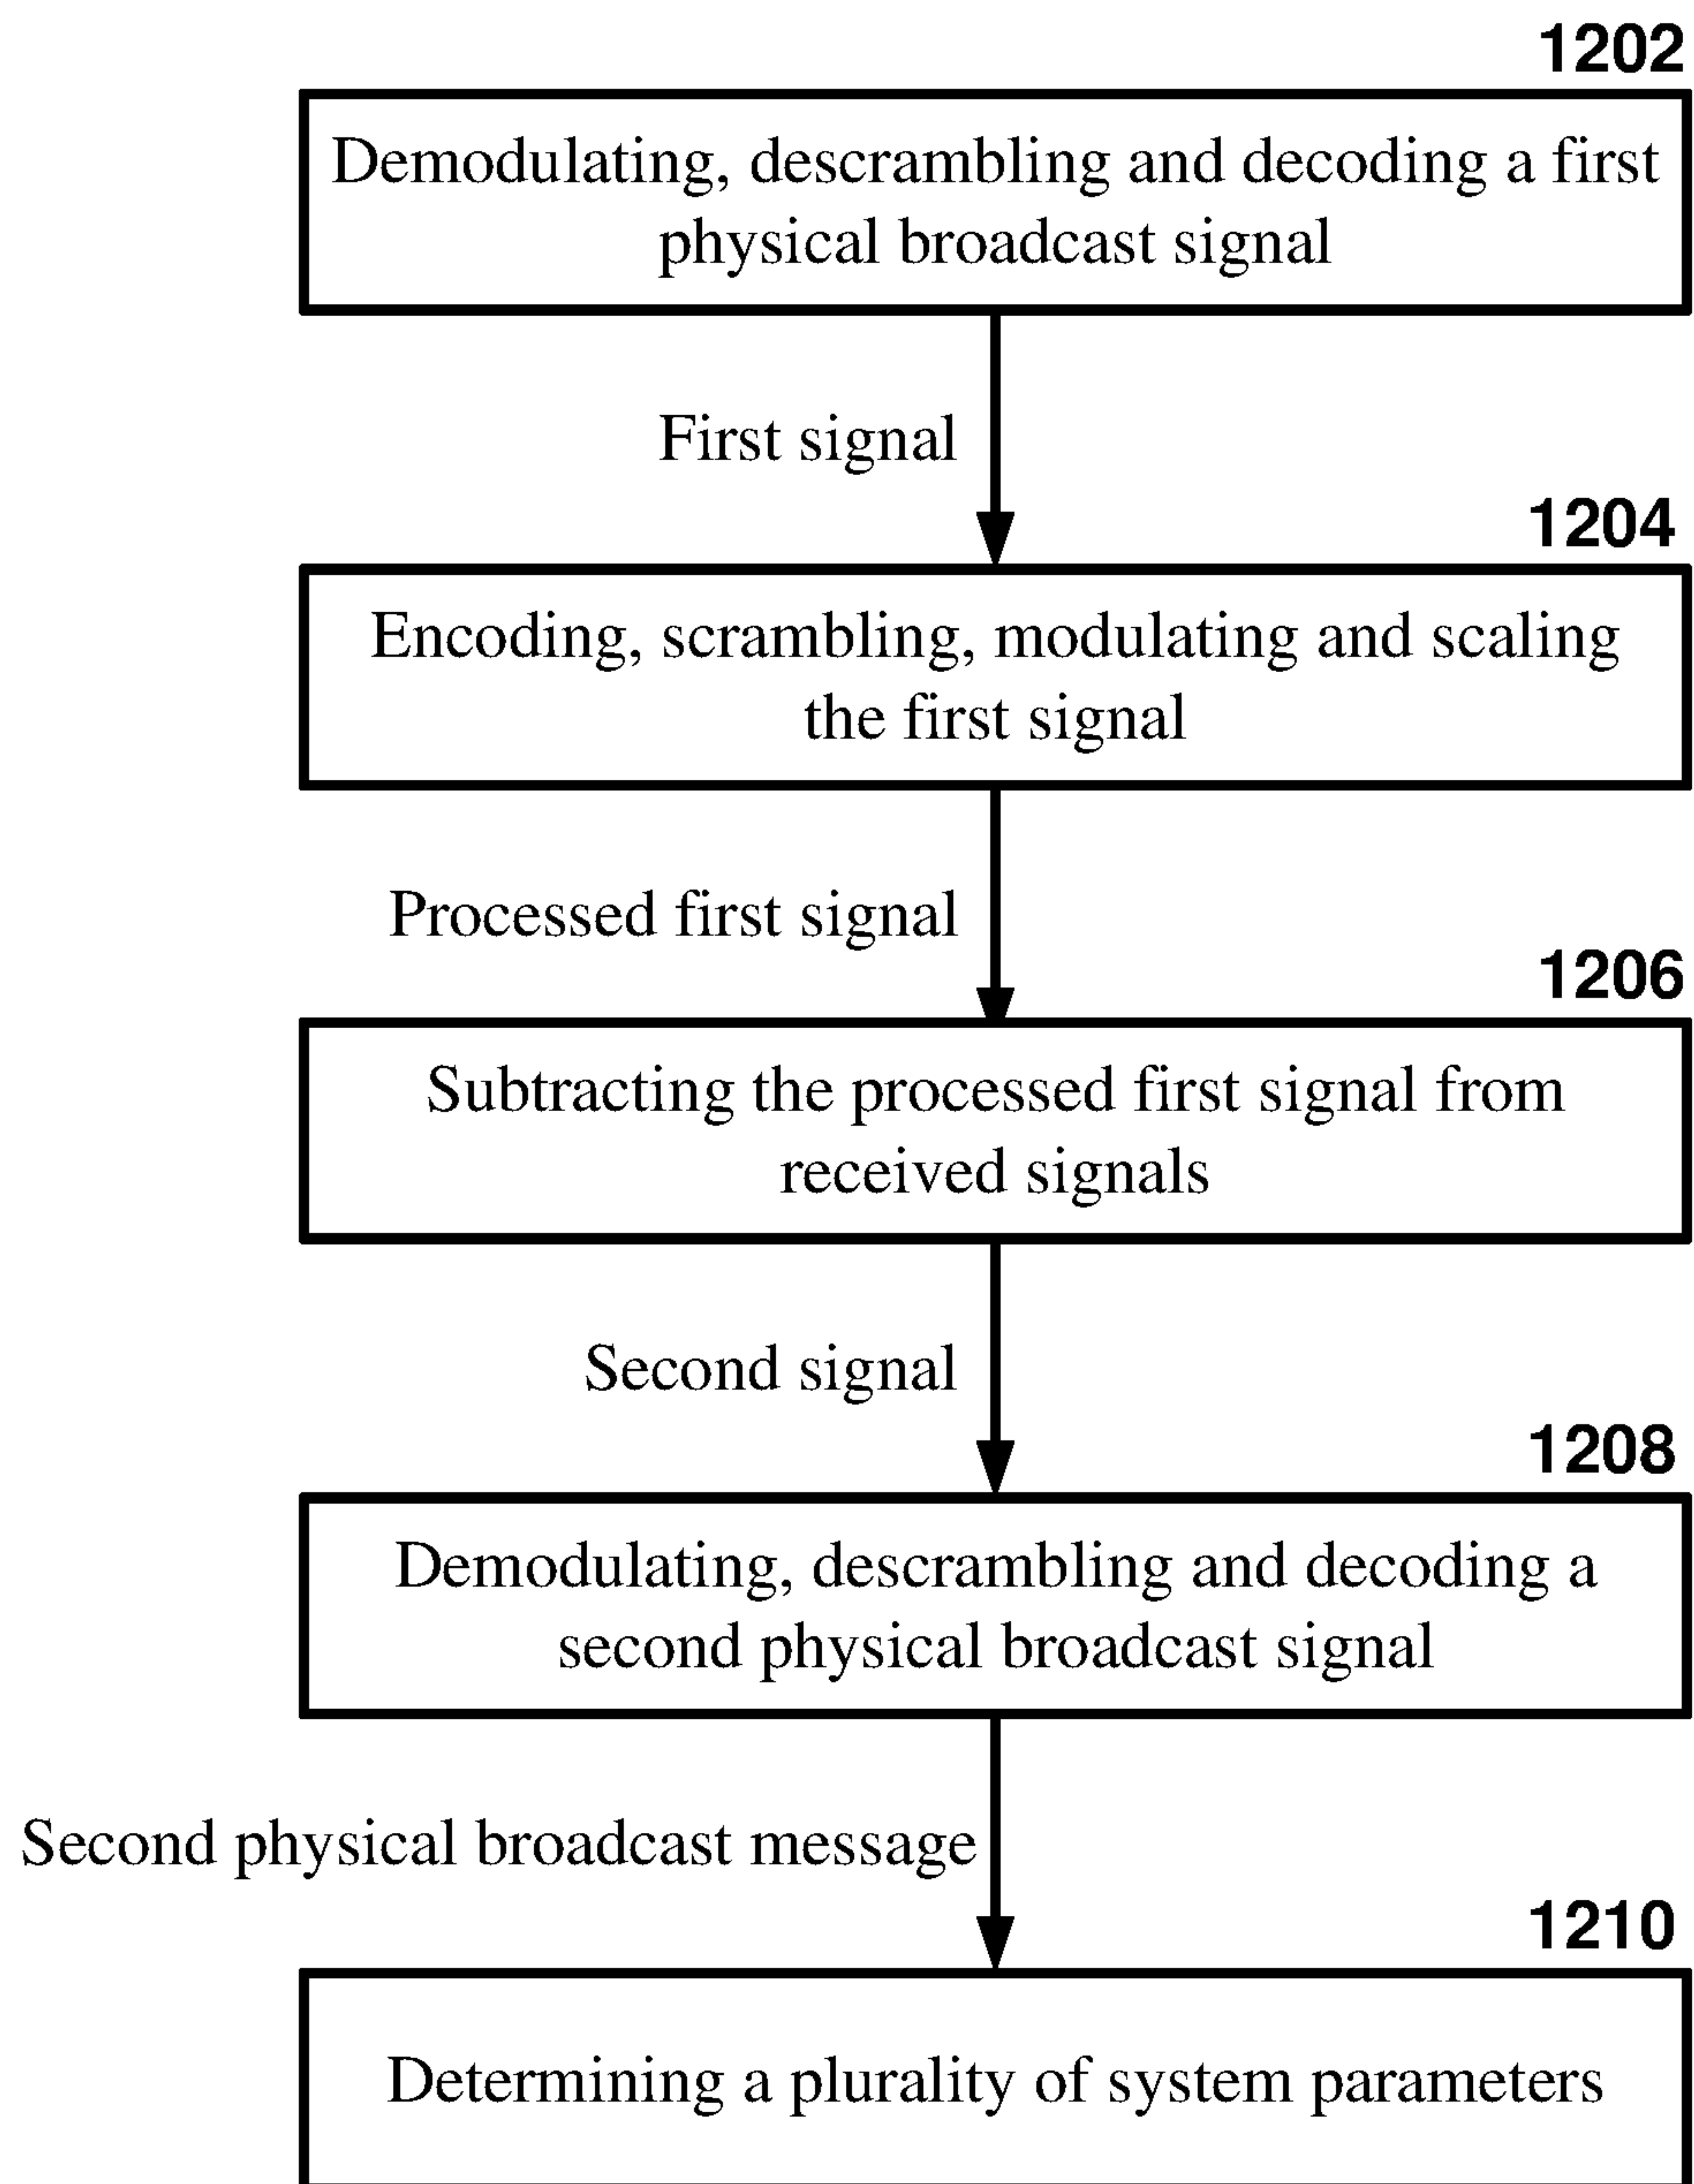 1202
Demodulating, descrambling and decoding a first
physical broadcast signal
First signal
1204
Encoding, scrambling, modulating and scaling
the first signal
Processed first signal
1206
Subtracting the processed first signal from
received signals
Second signal
1208
Demodulating, descrambling and decoding a
second physical broadcast signal
Second physical broadcast message
1210
Determining a plurality of system parameters